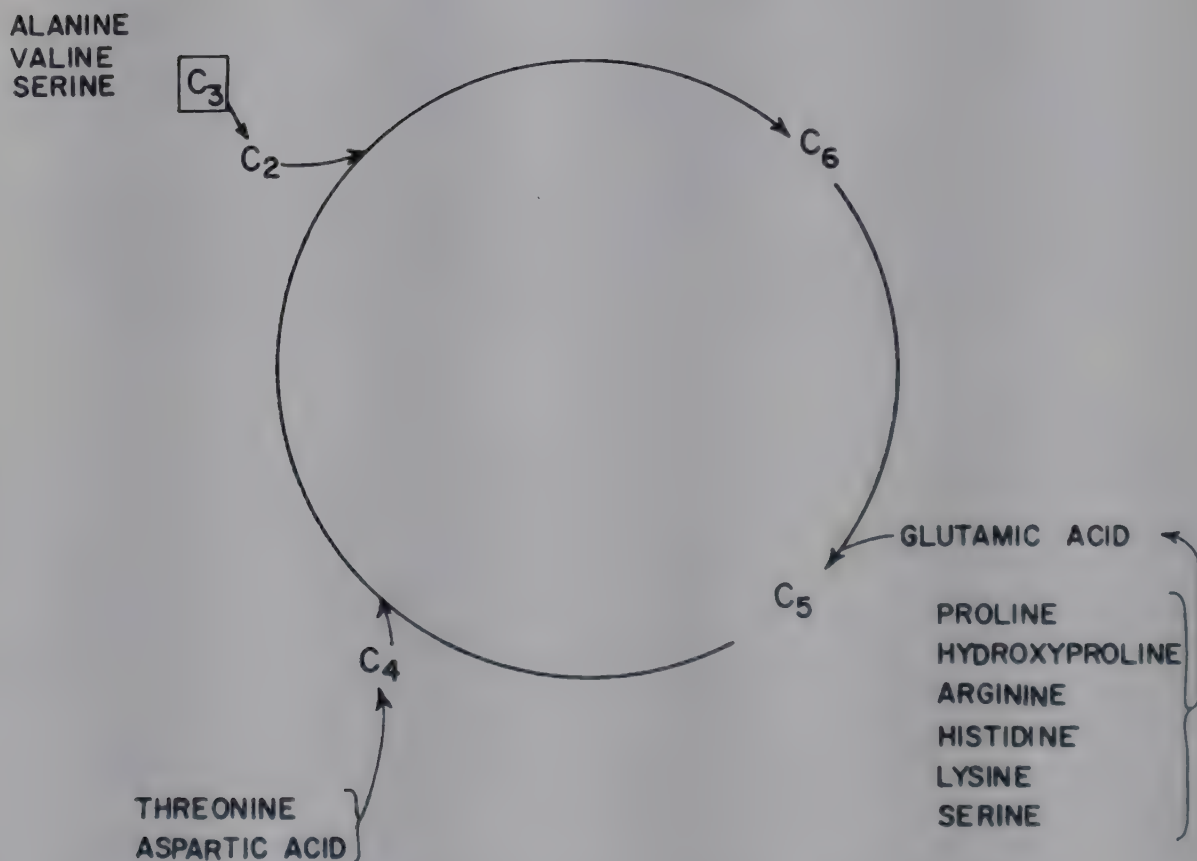 ALANINE
VALINE
SERINE
C₃
C₂
C₆
GLUTAMIC ACID
C₅
PROLINE
HYDROXYPROLINE
ARGININE
HISTIDINE
LYSINE
SERINE
C₄
THREONINE
ASPARTIC ACID